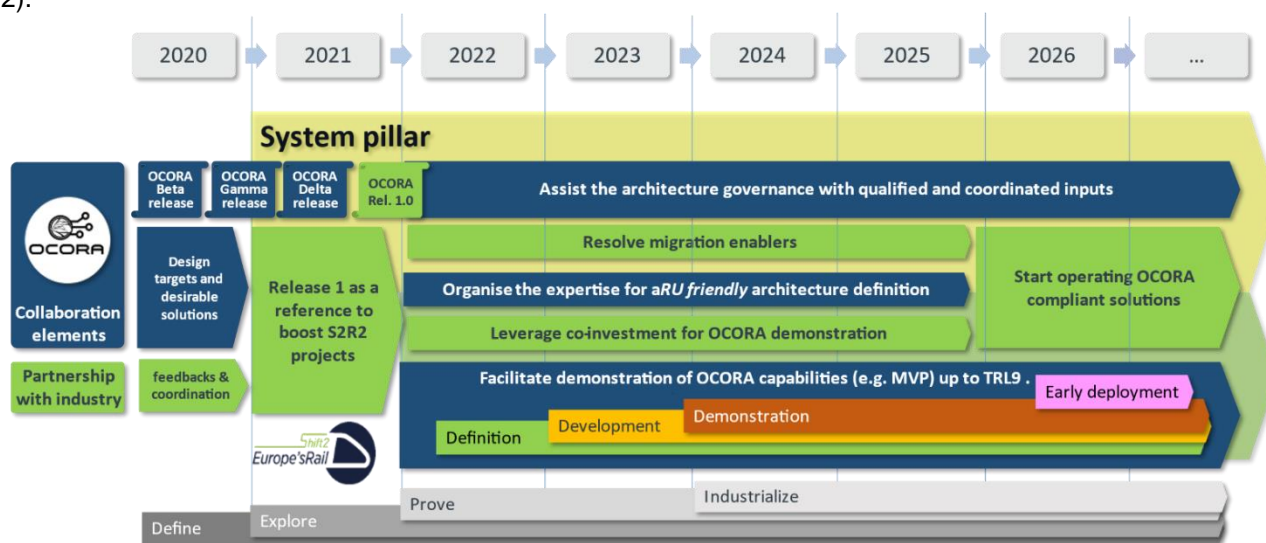 2).
2020
2021
2022
2023
2024
2025
2026
...
System pillar
OCORA
Beta
release
OCORA
Gamma
release
OCORA
Delta
release
OCORA
Rel. 1.0
Assist the architecture governance with qualified and coordinated inputs
OCORA
Collaboration
elements
Design
targets and
desirable
solutions
Release 1 as a
reference to
boost S2R2
projects
Resolve migration enablers
Organise the expertise for aRU friendly architecture definition
Leverage co-investment for OCORA demonstration
Start operating OCORA
compliant solutions
Partnership
with industry
feedbacks &
coordination
Facilitate demonstration of OCORA capabilities (e.g. MVP) up to TRL9 .
Early deployment
Demonstration
Development
Definition
Shift2
Europe'sRail
Industrialize
Prove
Explore
Define